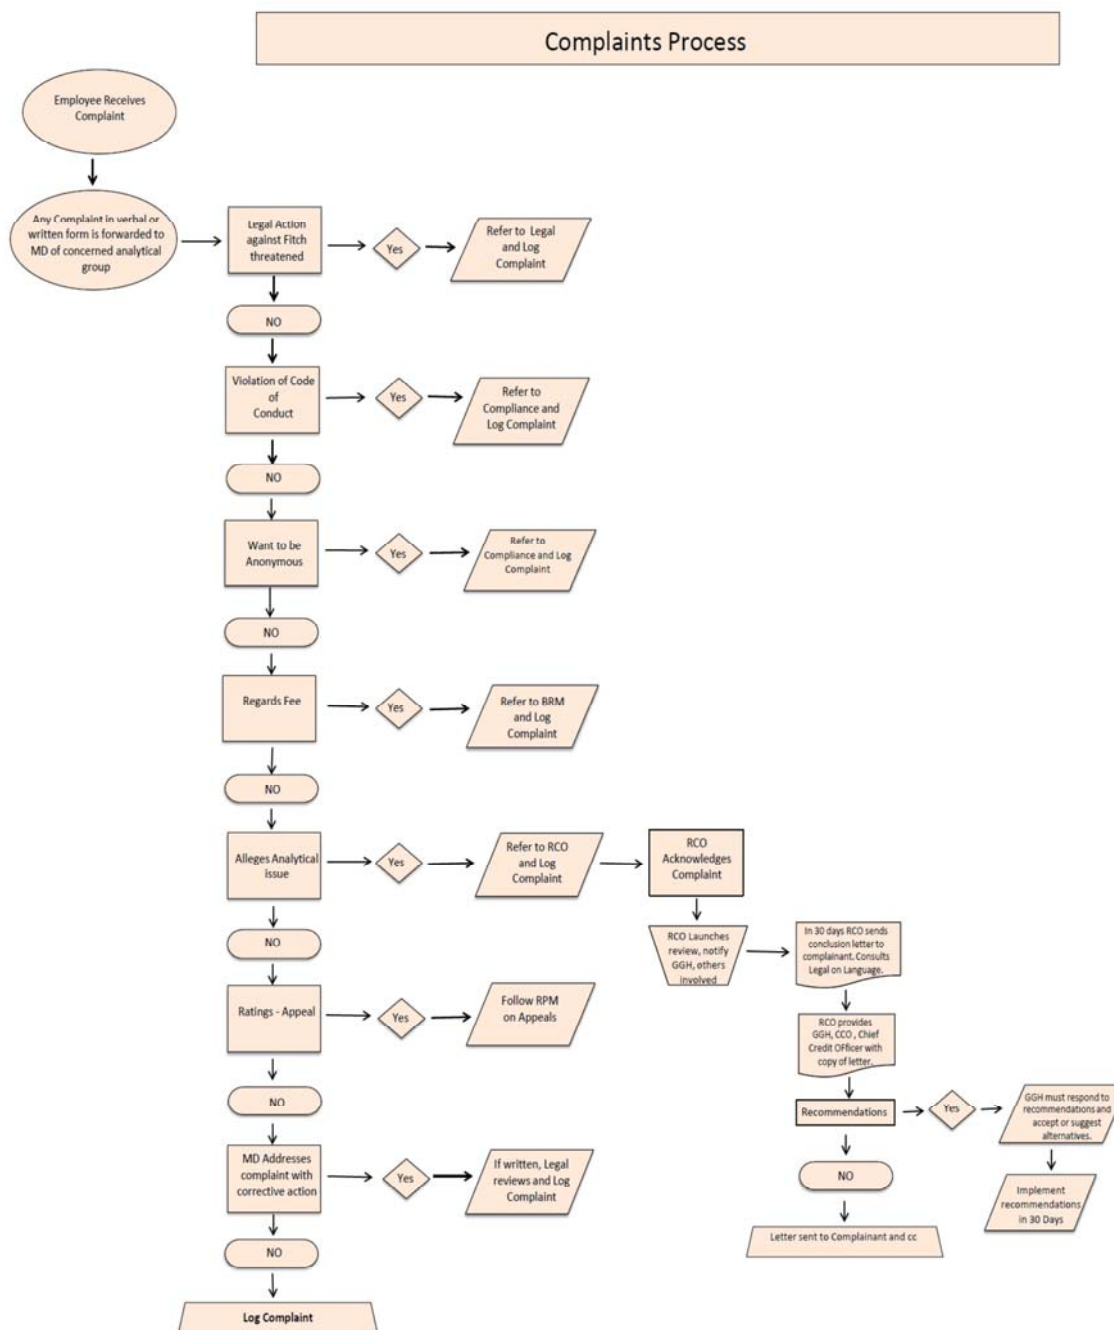 Complaints Process
Employee Receives
Complaint
Any Complaint in verbal or
written form is forwarded to
MD of concerned analytical
group
Legal Action
against Fitch
threatened
Yes
Refer to Legal
and Log
Complaint
NO
Violation of Code
of
Conduct
Yes
Refer to
Compliance and
Log Complaint
NO
Want to be
Anonymous
Yes
Refer to
Compliance and Log
Complaint
NO
Regards Fee
Yes
Refer to BRM
and Log
Complaint
NO
Alleges Analytical
issue
Yes
Refer to RCO
and Log
Complaint
RCO
Acknowledges
Complaint
RCO Launches
review, notify
GGH, others
involved
In 30 days RCO sends
conclusion letter to
complainant. Consults
Legal on Language.
RCO provides
GGH, CCO , Chief
Credit OFficer with
copy of letter.
Recommendations
Yes
GGH must respond to
recommendations and
accept or suggest
alternatives.
Implement
recommendations
in 30 Days
NO
Letter sent to Complainant and cc
NO
Ratings - Appeal
Yes
Follow RPM
on Appeals
NO
MD Addresses
complaint with
corrective action
Yes
If written, Legal
reviews and Log
Complaint
NO
Log Complaint